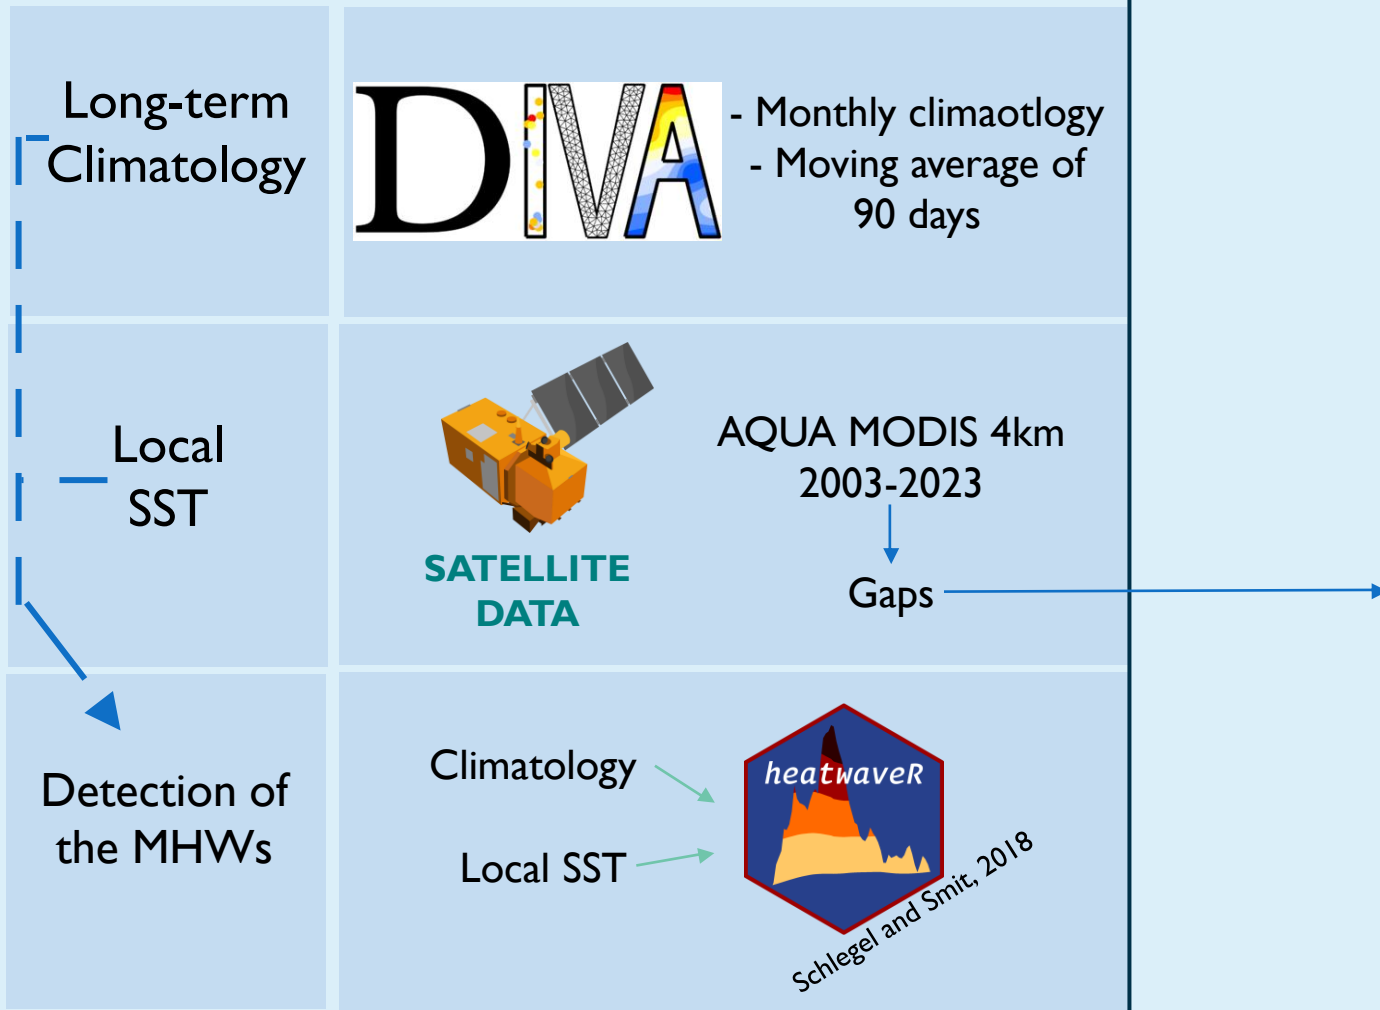 Long-term
Climatology
DIVA
- Monthly climaotlogy
- Moving average of
90 days
Local
SST
SATELLITE
DATA
AQUA MODIS 4km
2003-2023
Gaps
Detection of
the MHWs
Climatology
Local SST
heatwaveR
Schlegel and Smit, 2018